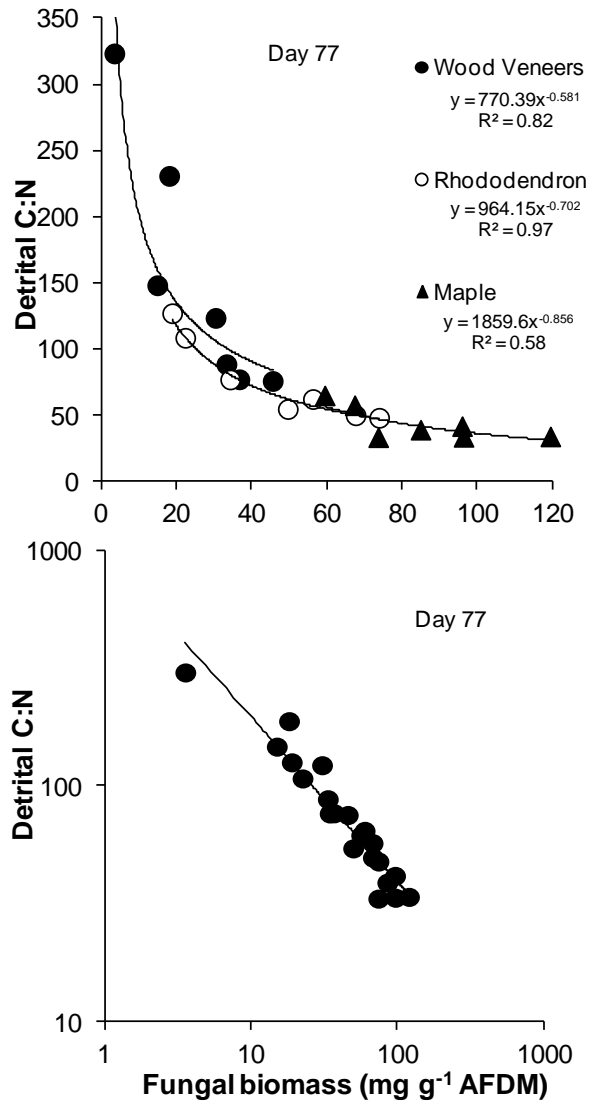 350
300
250
200
150
100
50
0
Detrital C:N
Day 77
Wood Veneers
y = 770.39x^-0.581
R² = 0.82
Rhododendron
y = 964.15x^-0.702
R² = 0.97
Maple
y = 1859.6x^-0.856
R² = 0.58
0 20 40 60 80 100 120
1000
100
10
Detrital C:N
Day 77
1 10 100 1000
Fungal biomass (mg g⁻¹ AFDM)